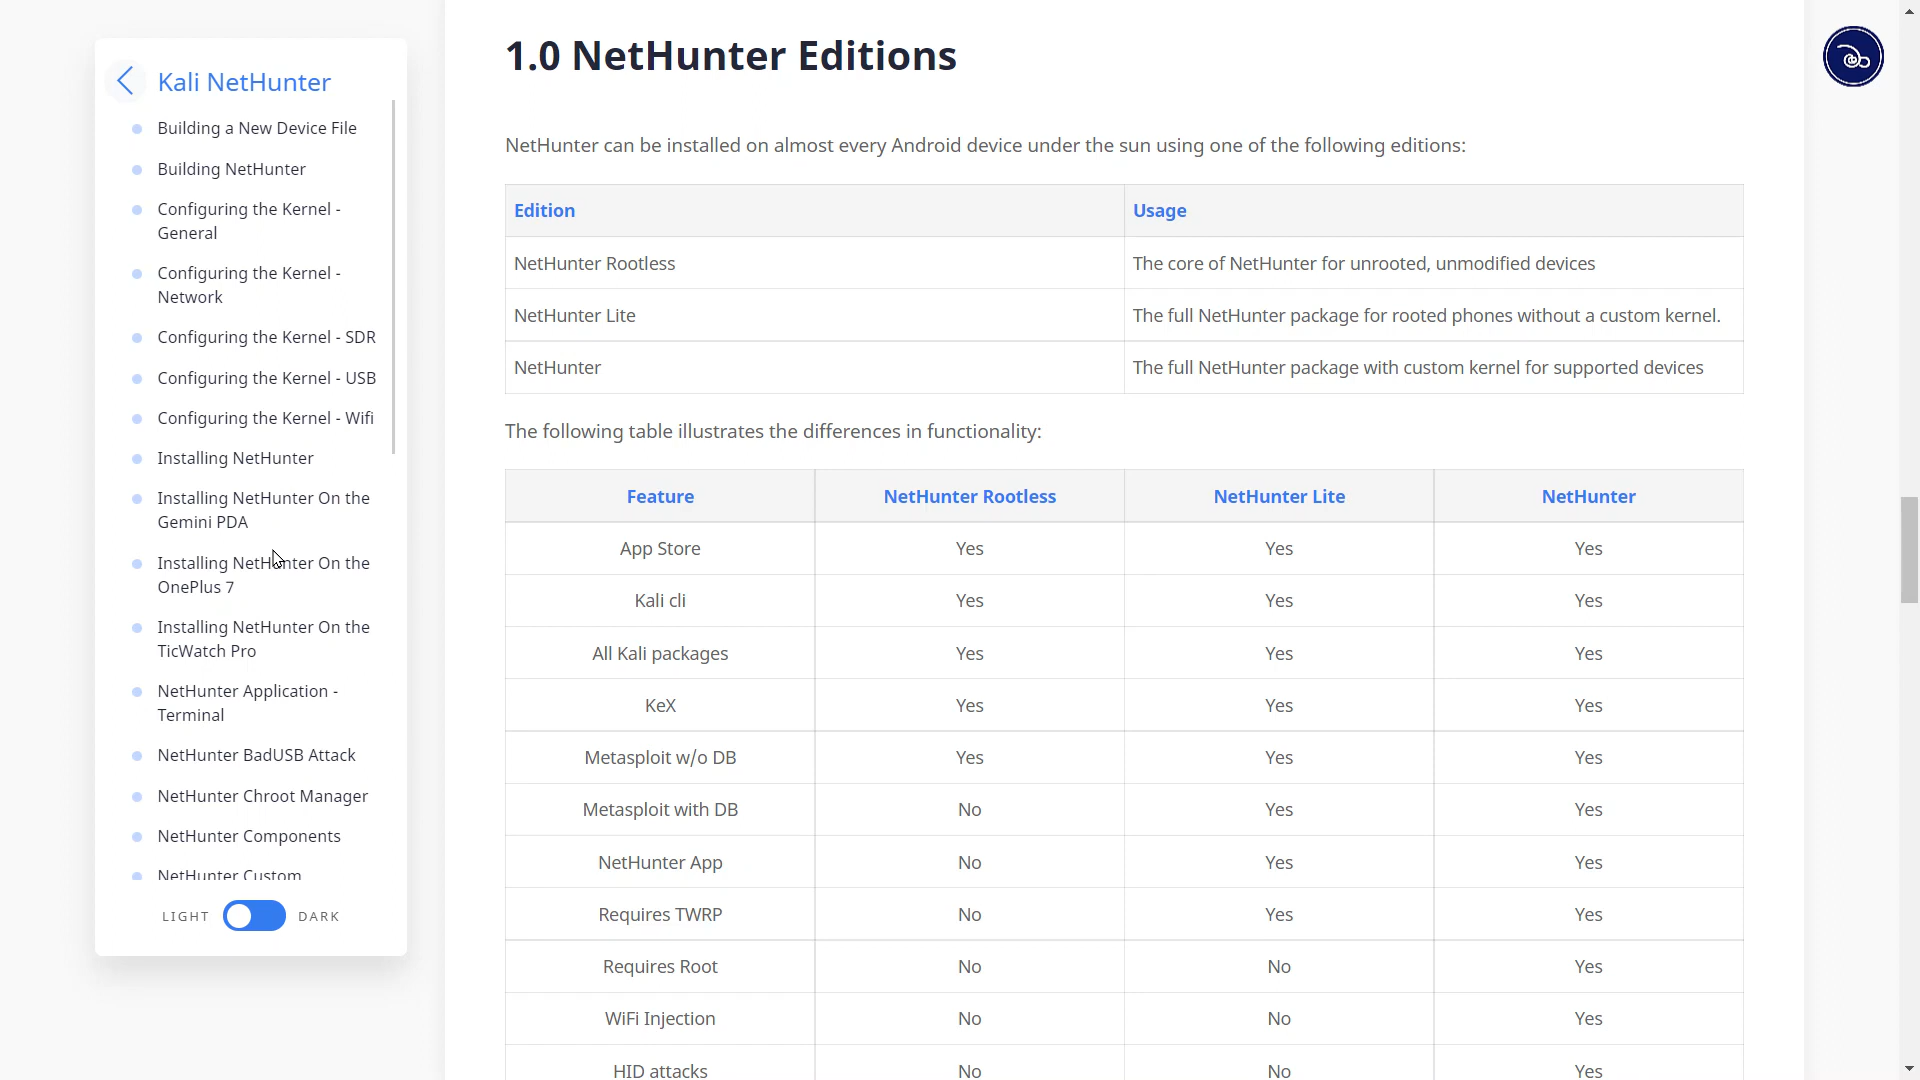 Kali NetHunter
Building a New Device File
Building NetHunter
Configuring the Kernel -
General
Configuring the Kernel -
Network
Configuring the Kernel - SDR
Configuring the Kernel - USB
Configuring the Kernel - Wifi
Installing NetHunter
Installing NetHunter On the
Gemini PDA
Installing NetHunter On the
OnePlus 7
Installing NetHunter On the
TicWatch Pro
NetHunter Application -
Terminal
NetHunter BadUSB Attack
NetHunter Chroot Manager
NetHunter Components
NetHunter Custom
LIGHT DARK
1.0 NetHunter Editions
NetHunter can be installed on almost every Android device under the sun using one of the following editions:
Edition Usage
NetHunter Rootless The core of NetHunter for unrooted, unmodified devices
NetHunter Lite The full NetHunter package for rooted phones without a custom kernel.
NetHunter The full NetHunter package with custom kernel for supported devices
The following table illustrates the differences in functionality:
Feature NetHunter Rootless NetHunter Lite NetHunter
App Store Yes Yes Yes
Kali cli Yes Yes Yes
All Kali packages Yes Yes Yes
KeX Yes Yes Yes
Metasploit w/o DB Yes Yes Yes
Metasploit with DB No Yes Yes
NetHunter App No Yes Yes
Requires TWRP No Yes Yes
Requires Root No No Yes
WiFi Injection No No Yes
HID attacks No No Yes